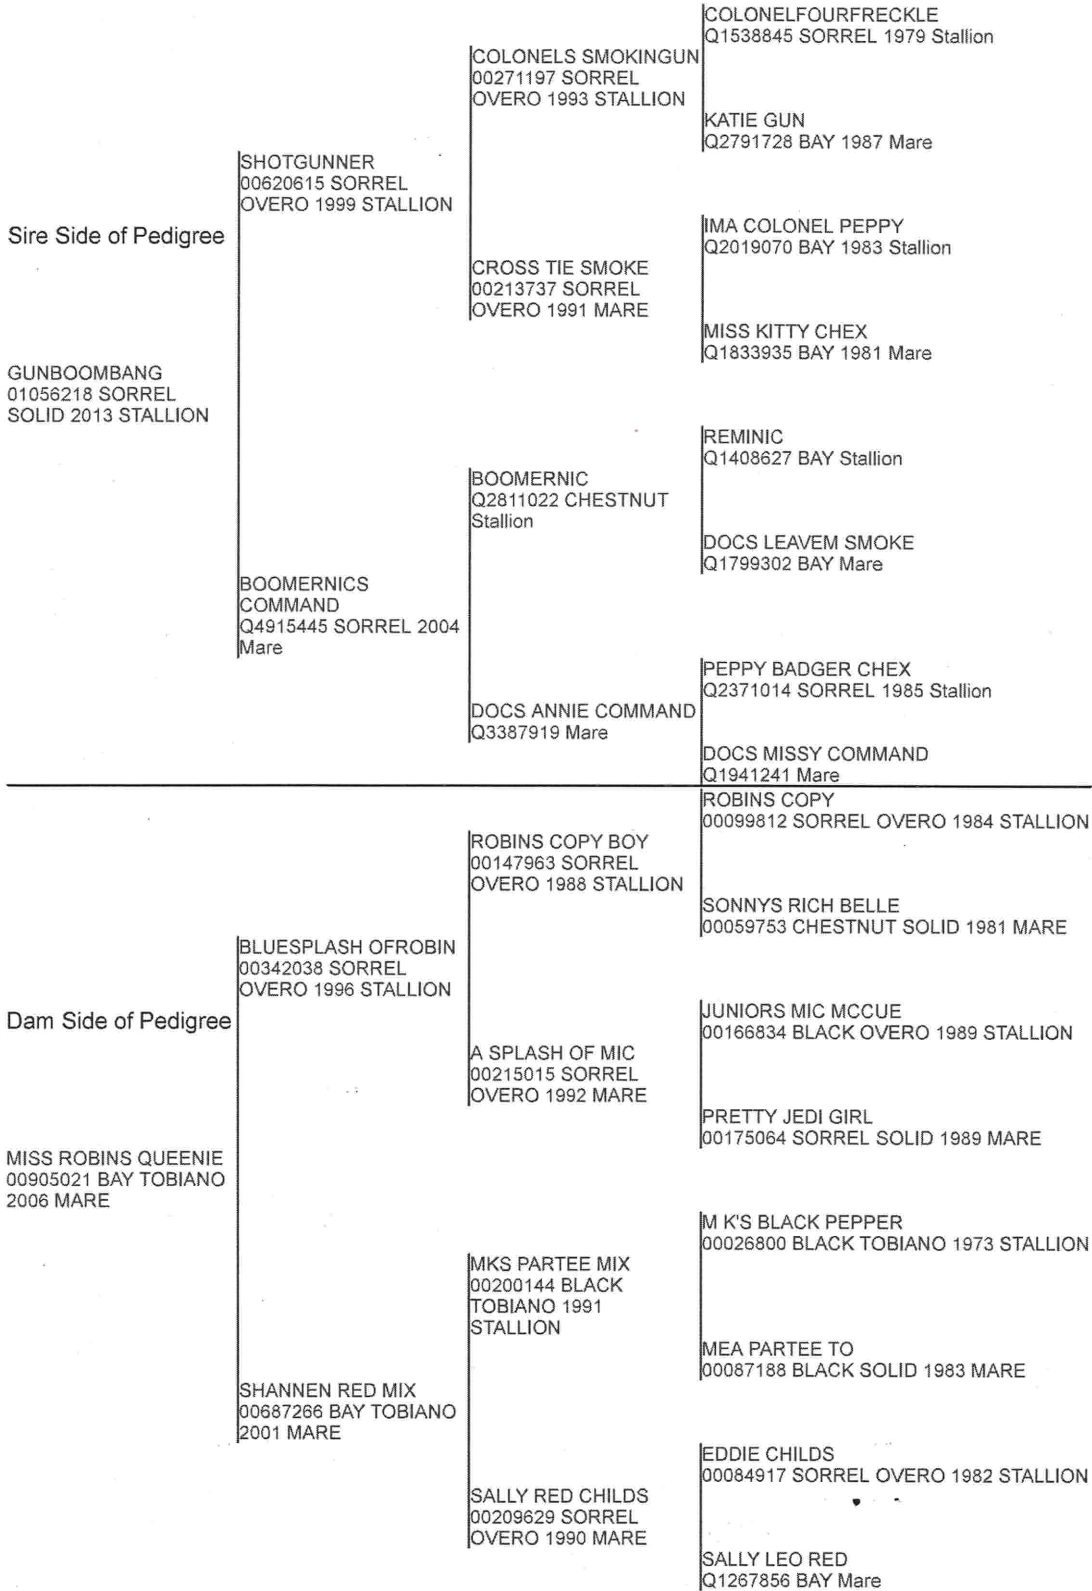 COLONELFOURFRECKLE
Q1538845 SORREL 1979 Stallion
COLONELS SMOKINGUN
00271197 SORREL
OVERO 1993 STALLION
KATIE GUN
Q2791728 BAY 1987 Mare
SHOTGUNNER
00620615 SORREL
OVERO 1999 STALLION
Sire Side of Pedigree
IMA COLONEL PEPPY
Q2019070 BAY 1983 Stallion
CROSS TIE SMOKE
00213737 SORREL
OVERO 1991 MARE
MISS KITTY CHEX
Q1833935 BAY 1981 Mare
GUNBOOMBANG
01056218 SORREL
SOLID 2013 STALLION
REMINIC
Q1408627 BAY Stallion
BOOMERNIC
Q2811022 CHESTNUT
Stallion
DOCS LEAVEM SMOKE
Q1799302 BAY Mare
BOOMERNICS
COMMAND
Q4915445 SORREL 2004
Mare
PEPPY BADGER CHEX
Q2371014 SORREL 1985 Stallion
DOCS ANNIE COMMAND
Q3387919 Mare
DOCS MISSY COMMAND
Q1941241 Mare
ROBINS COPY
00099812 SORREL OVERO 1984 STALLION
ROBINS COPY BOY
00147963 SORREL
OVERO 1988 STALLION
SONNYS RICH BELLE
00059753 CHESTNUT SOLID 1981 MARE
BLUESPLASH OFROBIN
00342038 SORREL
OVERO 1996 STALLION
Dam Side of Pedigree
JUNIORS MIC MCCUE
00166834 BLACK OVERO 1989 STALLION
A SPLASH OF MIC
00215015 SORREL
OVERO 1992 MARE
PRETTY JEDI GIRL
00175064 SORREL SOLID 1989 MARE
MISS ROBINS QUEENIE
00905021 BAY TOBIANO
2006 MARE
M K'S BLACK PEPPER
00026800 BLACK TOBIANO 1973 STALLION
MKS PARTEE MIX
00200144 BLACK
TOBIANO 1991
STALLION
MEA PARTEE TO
00087188 BLACK SOLID 1983 MARE
SHANNEN RED MIX
00687266 BAY TOBIANO
2001 MARE
EDDIE CHILDS
00084917 SORREL OVERO 1982 STALLION
SALLY RED CHILDS
00209629 SORREL
OVERO 1990 MARE
SALLY LEO RED
Q1267856 BAY Mare